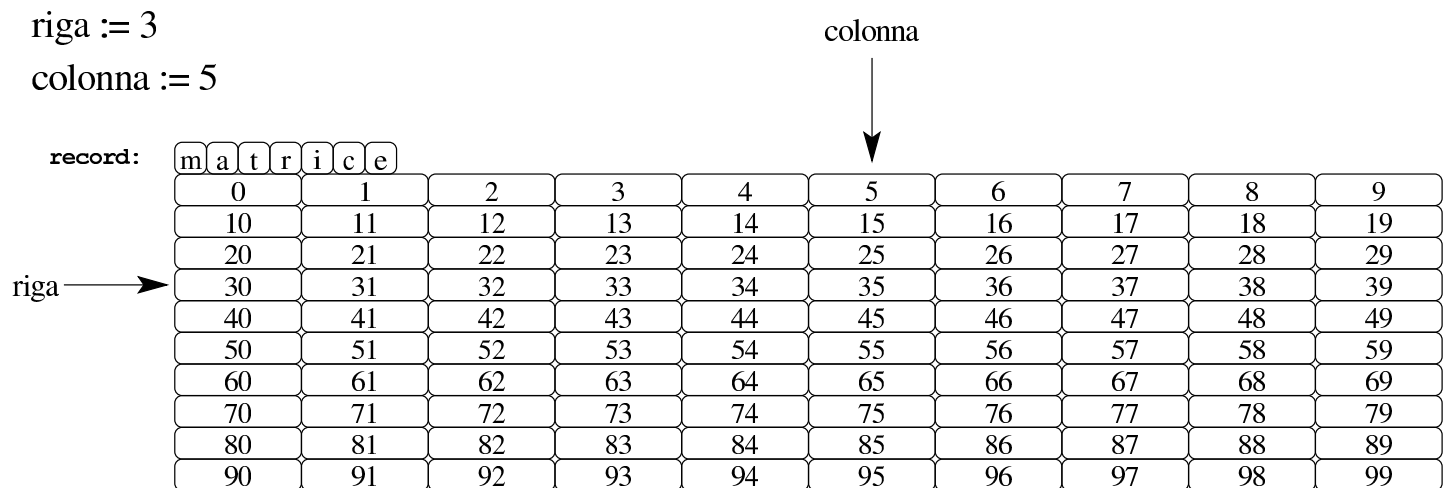 riga := 3
colonna
colonna := 5
record: matrice
0 1 2 3 4 5 6 7 8 9
10 11 12 13 14 15 16 17 18 19
20 21 22 23 24 25 26 27 28 29
riga 30 31 32 33 34 35 36 37 38 39
40 41 42 43 44 45 46 47 48 49
50 51 52 53 54 55 56 57 58 59
60 61 62 63 64 65 66 67 68 69
70 71 72 73 74 75 76 77 78 79
80 81 82 83 84 85 86 87 88 89
90 91 92 93 94 95 96 97 98 99